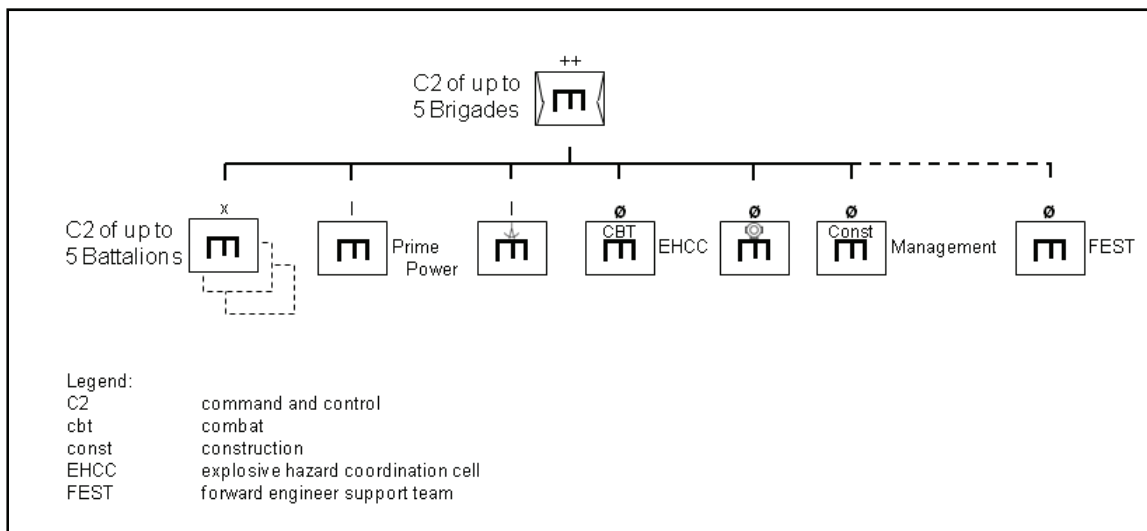 ++
C2 of up to
5 Brigades
x
I
I
Ø
Ø
Ø
Ø
C2 of up to
5 Battalions
Prime
Power
CBT
EHCC
Const
Management
FEST
Legend:
C2 command and control
cbt combat
const construction
EHCC explosive hazard coordination cell
FEST forward engineer support team